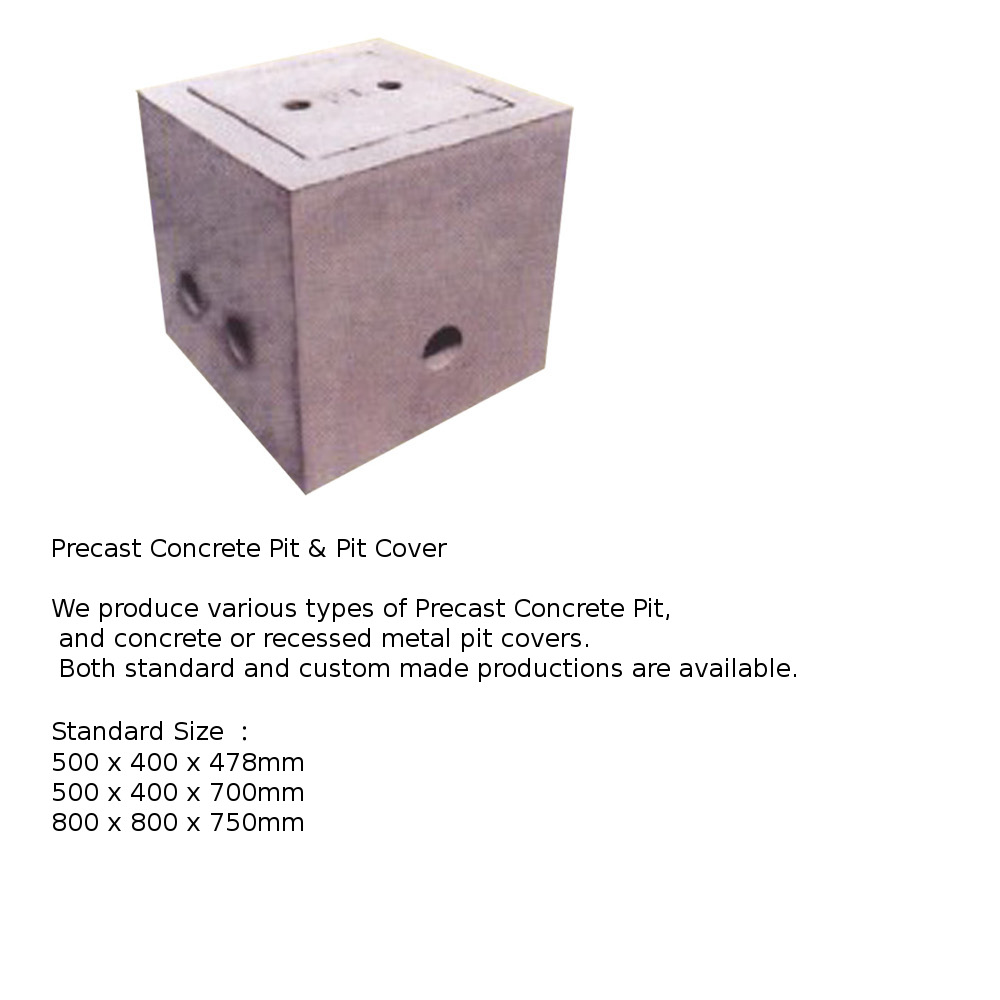 Precast Concrete Pit & Pit Cover
We produce various types of Precast Concrete Pit,
and concrete or recessed metal pit covers.
Both standard and custom made productions are available.
Standard Size  :
500 x 400 x 478mm
500 x 400 x 700mm
800 x 800 x 750mm